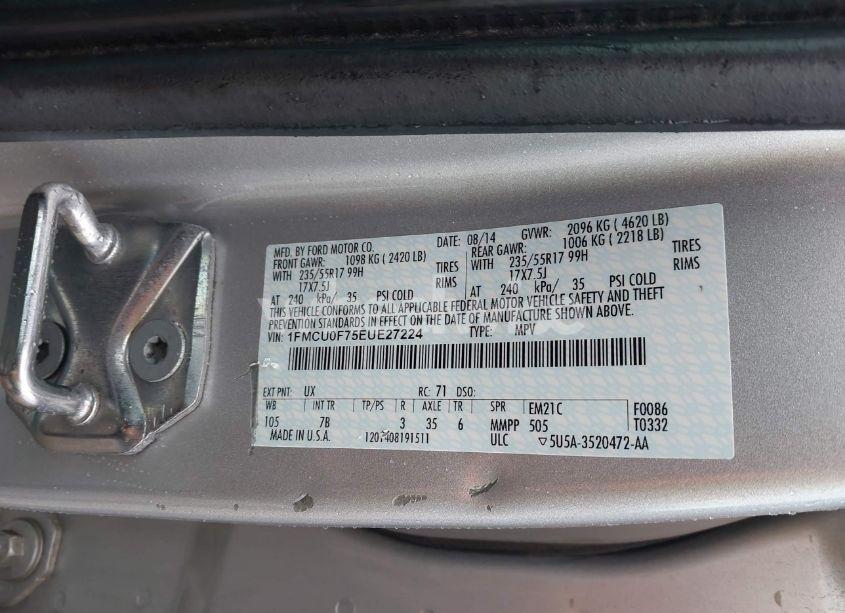 MFD. BY FORD MOTOR CO. DATE: 08/14 GVWR: 2096 KG ( 4620 LB)
FRONT GAWR: 1098 KG ( 2420 LB) REAR GAWR: 1006 KG ( 2218 LB)
WITH 235/55R17 99H TIRES WITH 235/55R17 99H TIRES
17X7.5J RIMS 17X7.5J RIMS
AT 240 kPa/ 35 PSI COLD AT 240 kPa/ 35 PSI COLD
THIS VEHICLE CONFORMS TO ALL APPLICABLE FEDERAL MOTOR VEHICLE SAFETY AND THEFT
PREVENTION STANDARDS IN EFFECT ON THE DATE OF MANUFACTURE SHOWN ABOVE.
VIN: 1FMCU0F75EUE27224 TYPE: MPV
EXT PNT: UX RC: 71 DSO:
WB INT TR TP/PS R AXLE TR SPR EM21C F0086
105 7B 3 35 6 MMPP 505 T0332
MADE IN U.S.A. 1201408191511 ULC ▽5U5A-3520472-AA